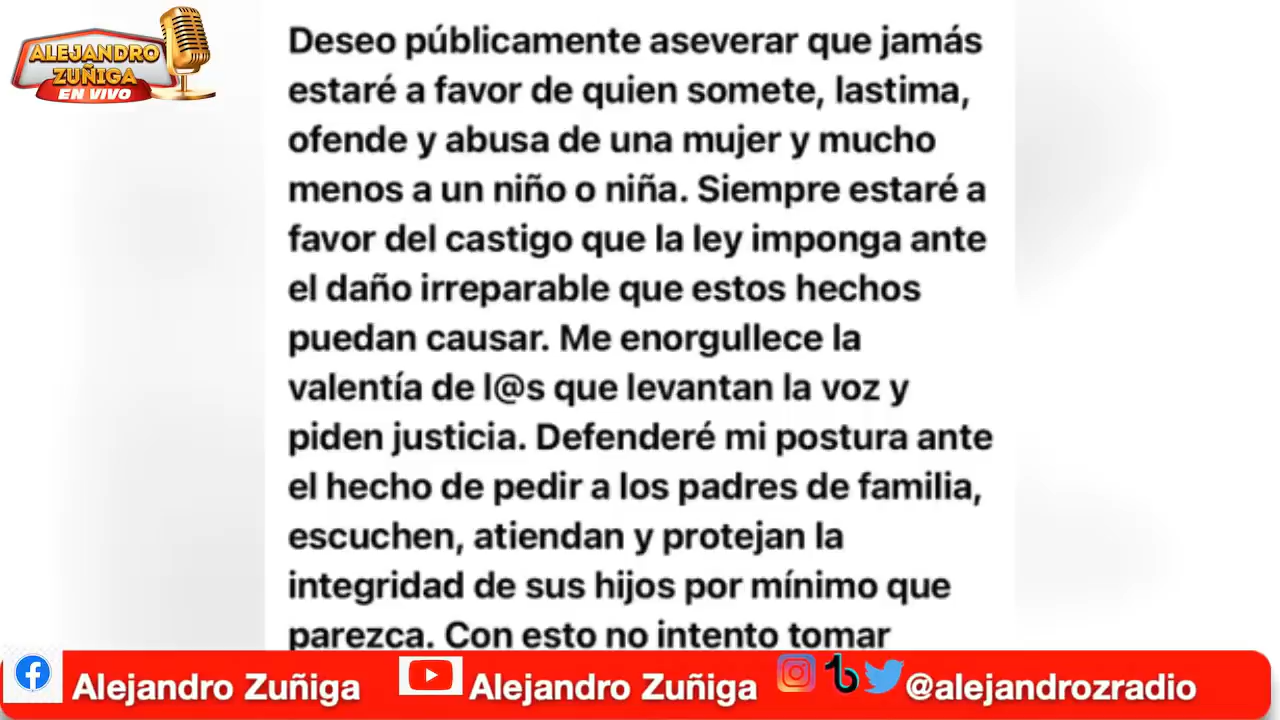 ALEJANDRO
ZUÑIGA
EN VIVO
Deseo públicamente aseverar que jamás
estaré a favor de quien somete, lastima,
ofende y abusa de una mujer y mucho
menos a un niño o niña. Siempre estaré a
favor del castigo que la ley imponga ante
el daño irreparable que estos hechos
puedan causar. Me enorgullece la
valentía de l@s que levantan la voz y
piden justicia. Defenderé mi postura ante
el hecho de pedir a los padres de familia,
escuchen, atiendan y protejan la
integridad de sus hijos por mínimo que
parezca. Con esto no intento tomar
Alejandro Zuñiga
Alejandro Zuñiga
@alejandrozradio